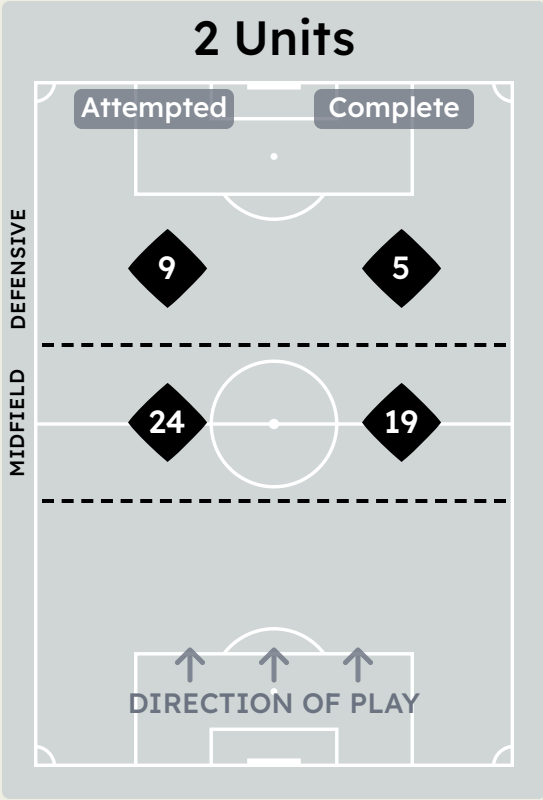 2 Units
Attempted
Complete
DEFENSIVE
9
5
MIDFIELD
24
19
DIRECTION OF PLAY